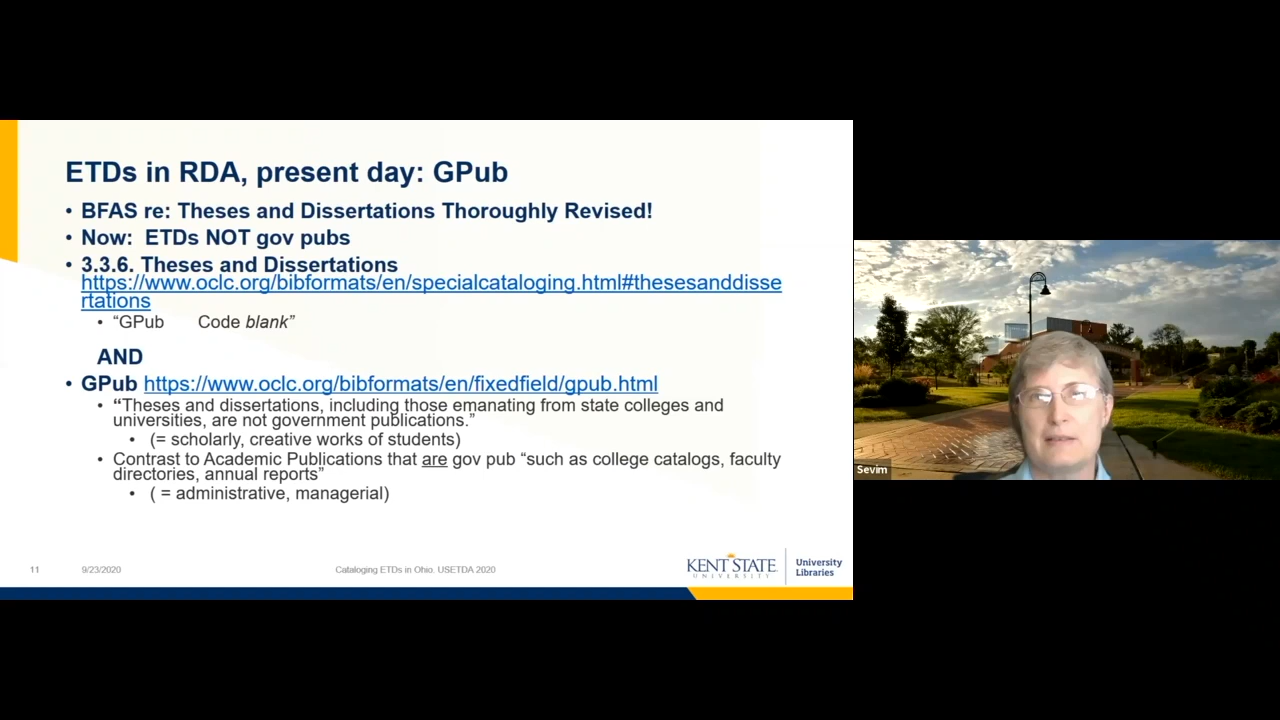 ETDs in RDA, present day: GPub
• BFAS re: Theses and Dissertations Thoroughly Revised!
• Now: ETDs NOT gov pubs
• 3.3.6. Theses and Dissertations
https://www.oclc.org/bibformats/en/specialcataloging.html#thesesanddisse
rtations
• “GPub Code blank”
AND
• GPub https://www.oclc.org/bibformats/en/fixedfield/gpub.html
• “Theses and dissertations, including those emanating from state colleges and
universities, are not government publications.”
• (= scholarly, creative works of students)
• Contrast to Academic Publications that are gov pub “such as college catalogs, faculty
directories, annual reports”
• ( = administrative, managerial)
11 9/23/2020 Cataloging ETDs in Ohio. USETDA 2020
KENT STATE
UNIVERSITY
University
Libraries
Sevim